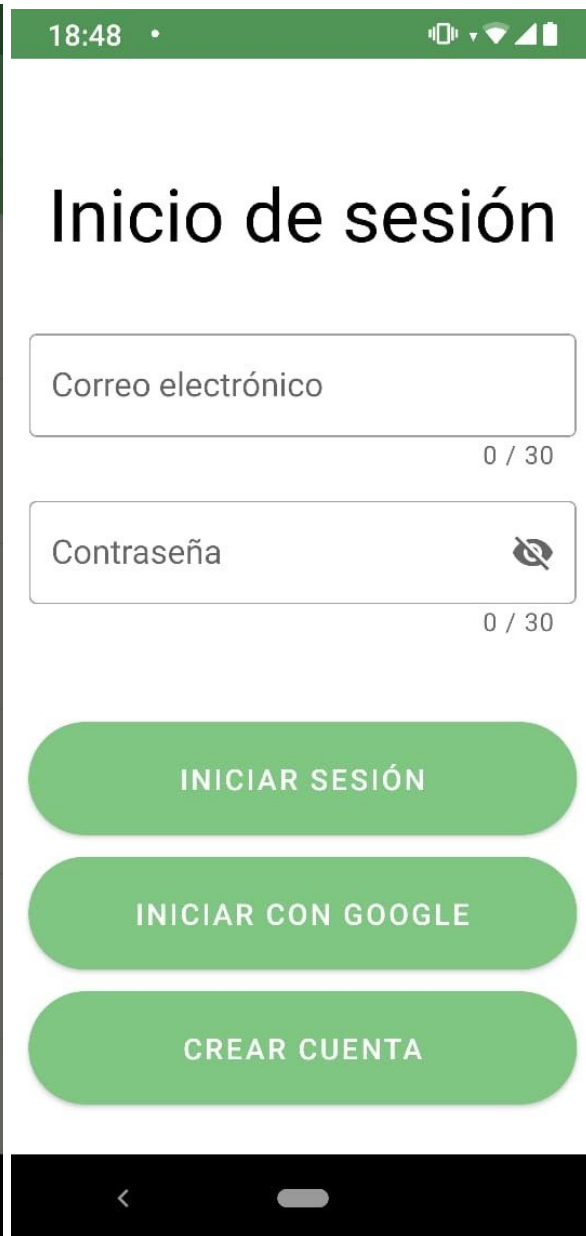 18:48
Inicio de sesión
Correo electrónico
0 / 30
Contraseña
0 / 30
INICIAR SESIÓN
INICIAR CON GOOGLE
CREAR CUENTA